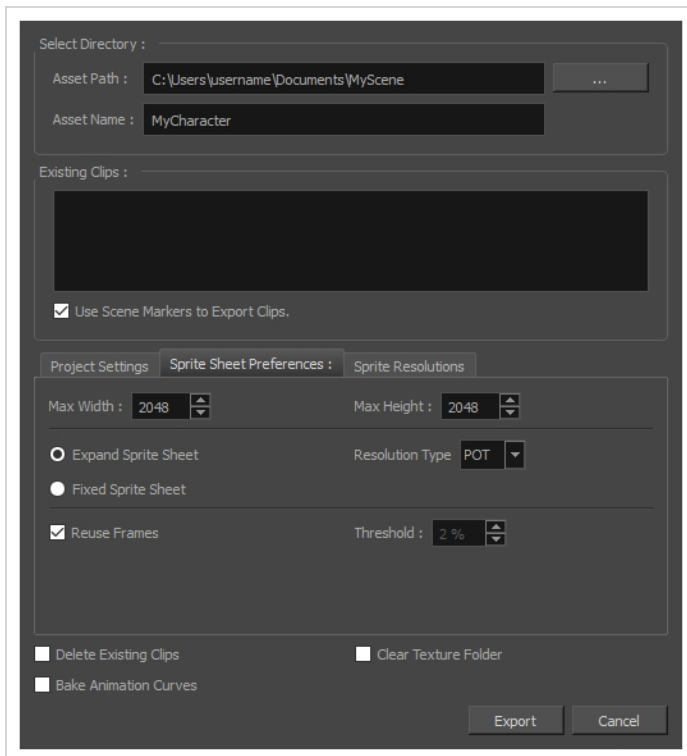 Select Directory :
Asset Path : C:\Users\username\Documents\MyScene ...
Asset Name : MyCharacter
Existing Clips :
Use Scene Markers to Export Clips.
Project Settings Sprite Sheet Preferences : Sprite Resolutions
Max Width : 2048 Max Height : 2048
Expand Sprite Sheet Resolution Type POT
Fixed Sprite Sheet
Reuse Frames Threshold : 2 %
Delete Existing Clips Clear Texture Folder
Bake Animation Curves
Export Cancel